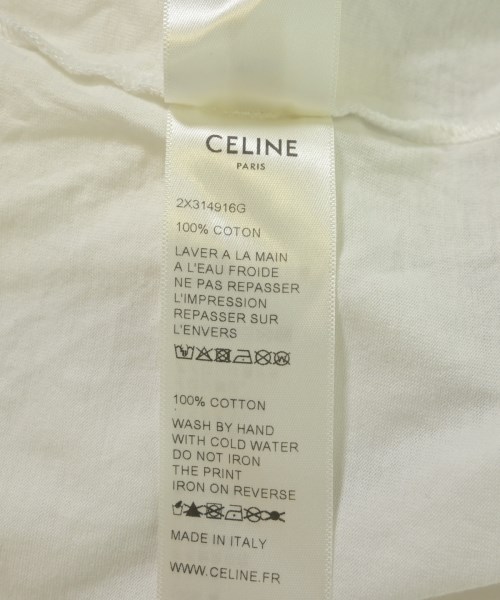 CELINE
PARIS
2X314916G
100% COTON
LAVER A LA MAIN
A L'EAU FROIDE
NE PAS REPASSER
L'IMPRESSION
REPASSER SUR
L'ENVERS
100% COTTON
WASH BY HAND
WITH COLD WATER
DO NOT IRON
THE PRINT
IRON ON REVERSE
MADE IN ITALY
WWW.CELINE.FR